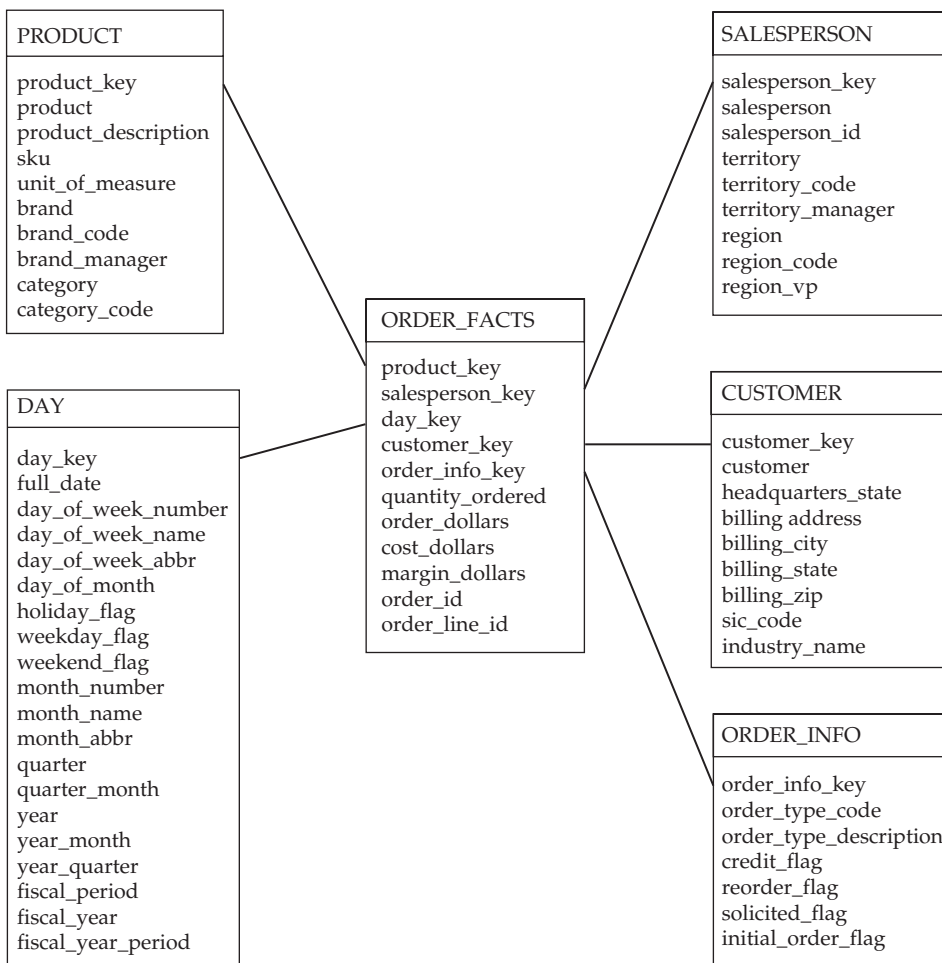 PRODUCT
product_key
product
product_description
sku
unit_of_measure
brand
brand_code
brand_manager
category
category_code
DAY
day_key
full_date
day_of_week_number
day_of_week_name
day_of_week_abbr
day_of_month
holiday_flag
weekday_flag
weekend_flag
month_number
month_name
month_abbr
quarter
quarter_month
year
year_month
year_quarter
fiscal_period
fiscal_year
fiscal_year_period
ORDER_FACTS
product_key
salesperson_key
day_key
customer_key
order_info_key
quantity_ordered
order_dollars
cost_dollars
margin_dollars
order_id
order_line_id
SALESPERSON
salesperson_key
salesperson
salesperson_id
territory
territory_code
territory_manager
region
region_code
region_vp
CUSTOMER
customer_key
customer
headquarters_state
billing address
billing_city
billing_state
billing_zip
sic_code
industry_name
ORDER_INFO
order_info_key
order_type_code
order_type_description
credit_flag
reorder_flag
solicited_flag
initial_order_flag